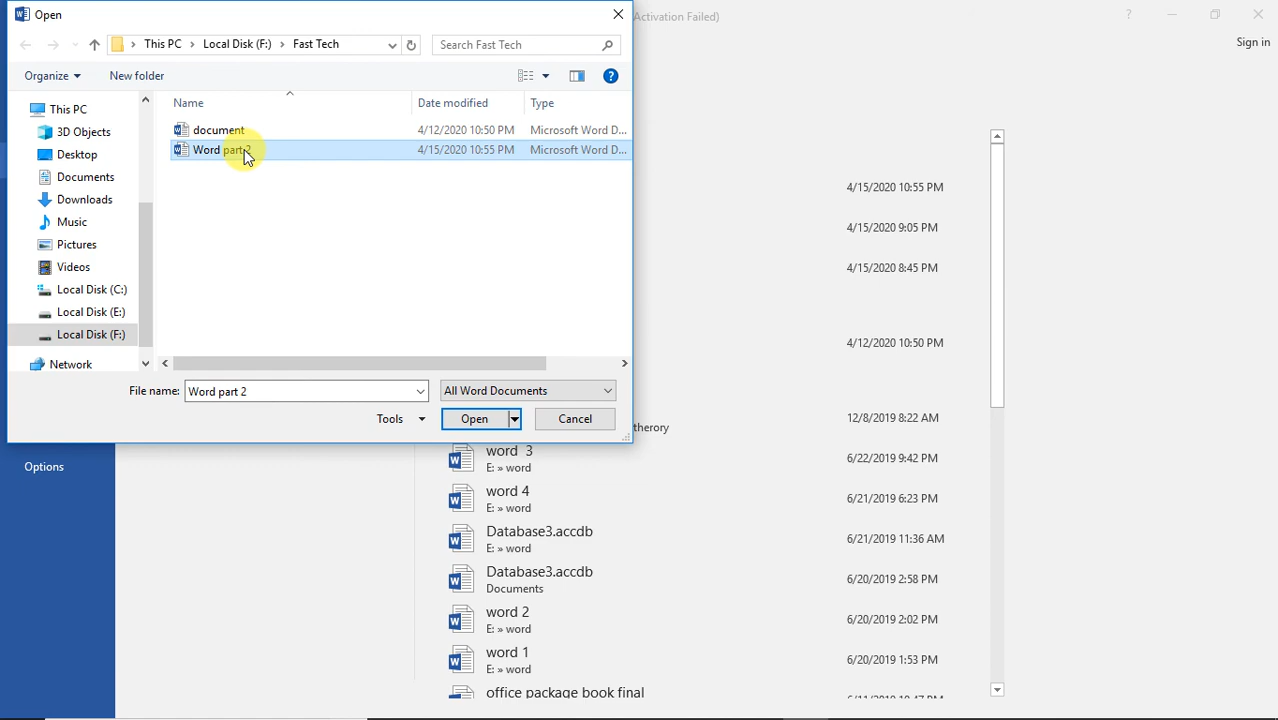 Open
Activation Failed)
Sign in
This PC
Local Disk (F:)
Fast Tech
Search Fast Tech
Organize
New folder
Name
Date modified
Type
document
4/12/2020 10:50 PM
Microsoft Word D...
Word part 2
4/15/2020 10:55 PM
Microsoft Word D...
This PC
3D Objects
Desktop
Documents
Downloads
Music
Pictures
Videos
Local Disk (C:)
Local Disk (E:)
Local Disk (F:)
Network
File name:
Word part 2
All Word Documents
Tools
Open
Cancel
Options
4/15/2020 10:55 PM
4/15/2020 9:05 PM
4/15/2020 8:45 PM
4/12/2020 10:50 PM
12/8/2019 8:22 AM
therory
word 3
E: » word
6/22/2019 9:42 PM
word 4
E: » word
6/21/2019 6:23 PM
Database3.accdb
E: » word
6/21/2019 11:36 AM
Database3.accdb
Documents
6/20/2019 2:58 PM
word 2
E: » word
6/20/2019 2:02 PM
word 1
E: » word
6/20/2019 1:53 PM
office package book final